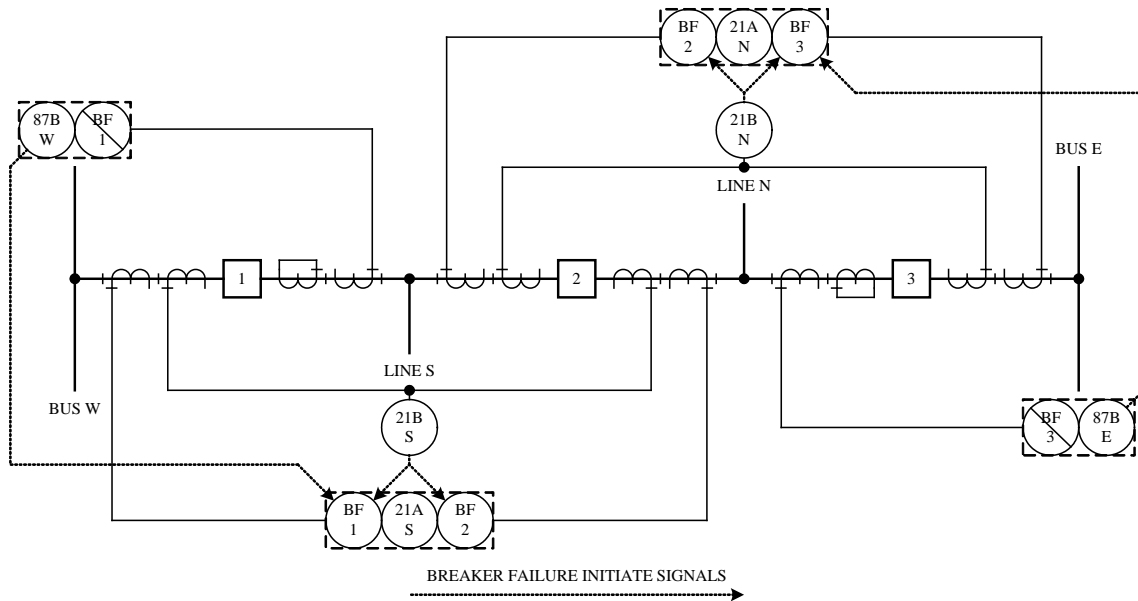 BF 21A BF
2 N 3
87B BF
W 1
21B
N
BUS E
LINE N
1 2 3
LINE S
BUS W
21B
S
BF 87B
3 E
BF 21A BF
1 S 2
BREAKER FAILURE INITIATE SIGNALS